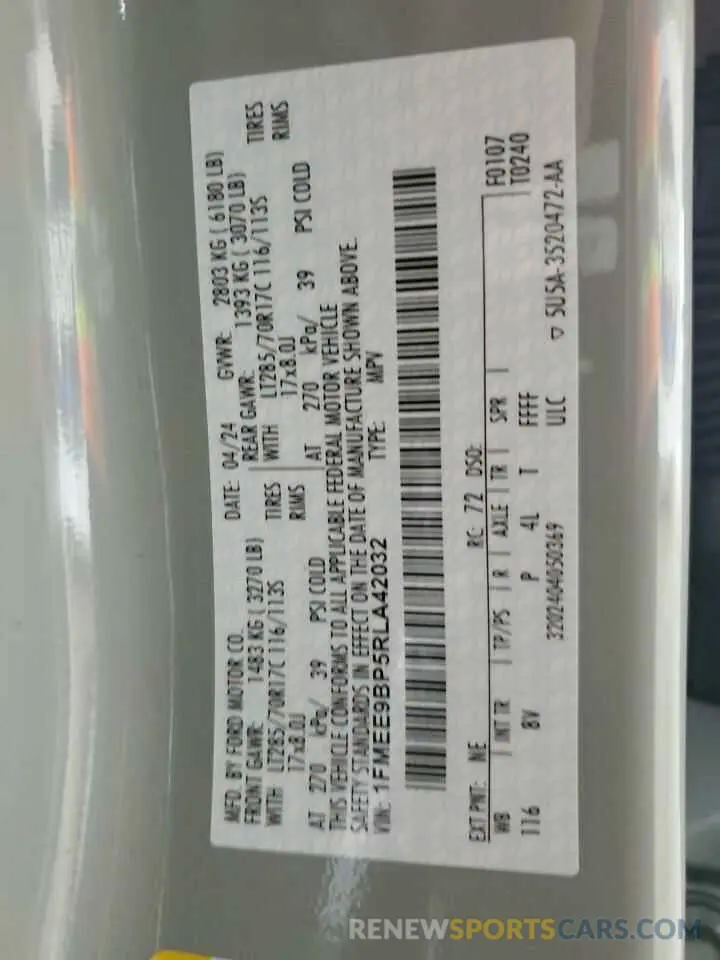 MFD. BY FORD MOTOR CO. DATE: 04/24 GVWR: 2803 KG ( 6180 LB)
FRONT GAWR: 1483 KG ( 3270 LB) REAR GAWR: 1393 KG ( 3070 LB)
WITH LT285/70R17C 116/113S TIRES WITH LT285/70R17C 116/113S TIRES
17x8.0J RIMS 17x8.0J RIMS
AT 270 kPa/ 39 PSI COLD AT 270 kPa/ 39 PSI COLD
THIS VEHICLE CONFORMS TO ALL APPLICABLE FEDERAL MOTOR VEHICLE
SAFETY STANDARDS IN EFFECT ON THE DATE OF MANUFACTURE SHOWN ABOVE.
VIN: 1FMEE9BP5RLA42032 TYPE: MPV
EXT PNT: NE RC: 72 DSO: F0107
WB INT TR TP/PS R AXLE TR SPR T0240
116 8V P 4L T FFFF
32024040 50369 ULC ▽ 5U5A-3520472-AA
RENEWSPORTSCARS.COM